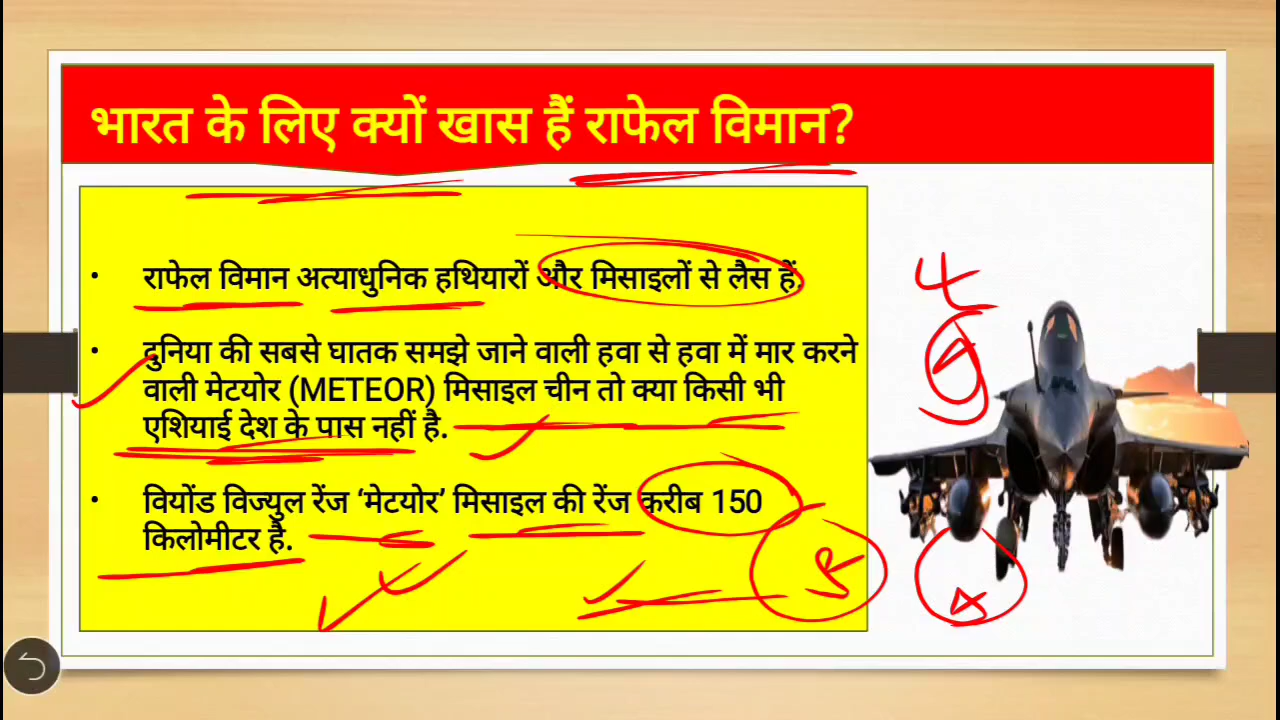 भारत के लिए क्यों खास हैं राफेल विमान?
• राफेल विमान अत्याधुनिक हथियारों और मिसाइलों से लैस हैं.
• दुनिया की सबसे घातक समझे जाने वाली हवा से हवा में मार करने
वाली मेटयोर (METEOR) मिसाइल चीन तो क्या किसी भी
एशियाई देश के पास नहीं है.
• वियोंड विज्युल रेंज ‘मेटयोर’ मिसाइल की रेंज करीब 150
किलोमीटर है.